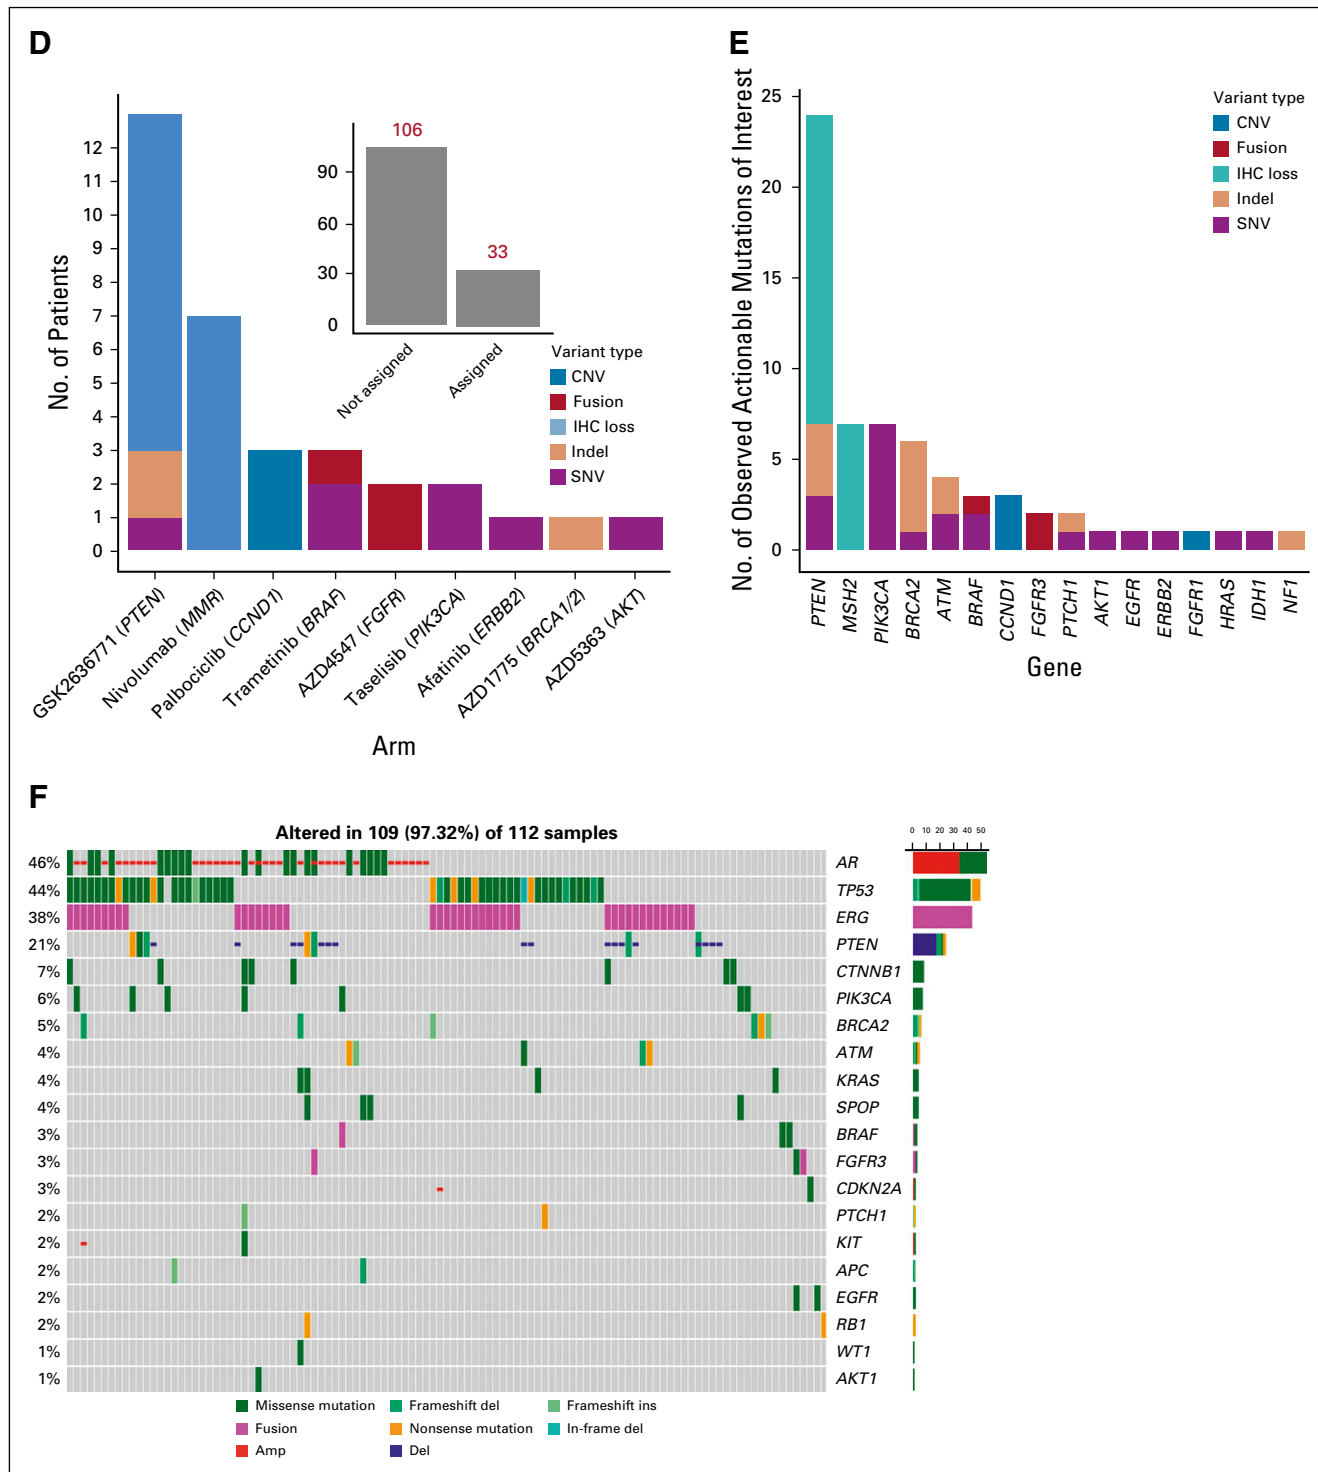 D
No. of Patients
12
11
10
9
8
7
6
5
4
3
2
1
0
GSK2636771 (PTEN)
Nivolumab (MMR)
Palbociclib (CCND1)
Trametinib (BRAF)
AZD4547 (FGFR)
Taselisib (PIK3CA)
Afatinib (ERBB2)
AZD1775 (BRCA1/2)
AZD5363 (AKT)
Arm
90
60
30
0
106
33
Not assigned
Assigned
Variant type
CNV
Fusion
IHC loss
Indel
SNV
E
No. of Observed Actionable Mutations of Interest
25
20
15
10
5
0
PTEN
MSH2
PIK3CA
BRCA2
ATM
BRAF
CCND1
FGFR3
PTCH1
AKT1
EGFR
ERBB2
FGFR1
HRAS
IDH1
NF1
Gene
Variant type
CNV
Fusion
IHC loss
Indel
SNV
F
Altered in 109 (97.32%) of 112 samples
0 10 20 30 40 50
46% AR
44% TP53
38% ERG
21% PTEN
7% CTNNB1
6% PIK3CA
5% BRCA2
4% ATM
4% KRAS
4% SPOP
3% BRAF
3% FGFR3
3% CDKN2A
2% PTCH1
2% KIT
2% APC
2% EGFR
2% RB1
1% WT1
1% AKT1
Missense mutation Frameshift del Frameshift ins
Fusion Nonsense mutation In-frame del
Amp Del